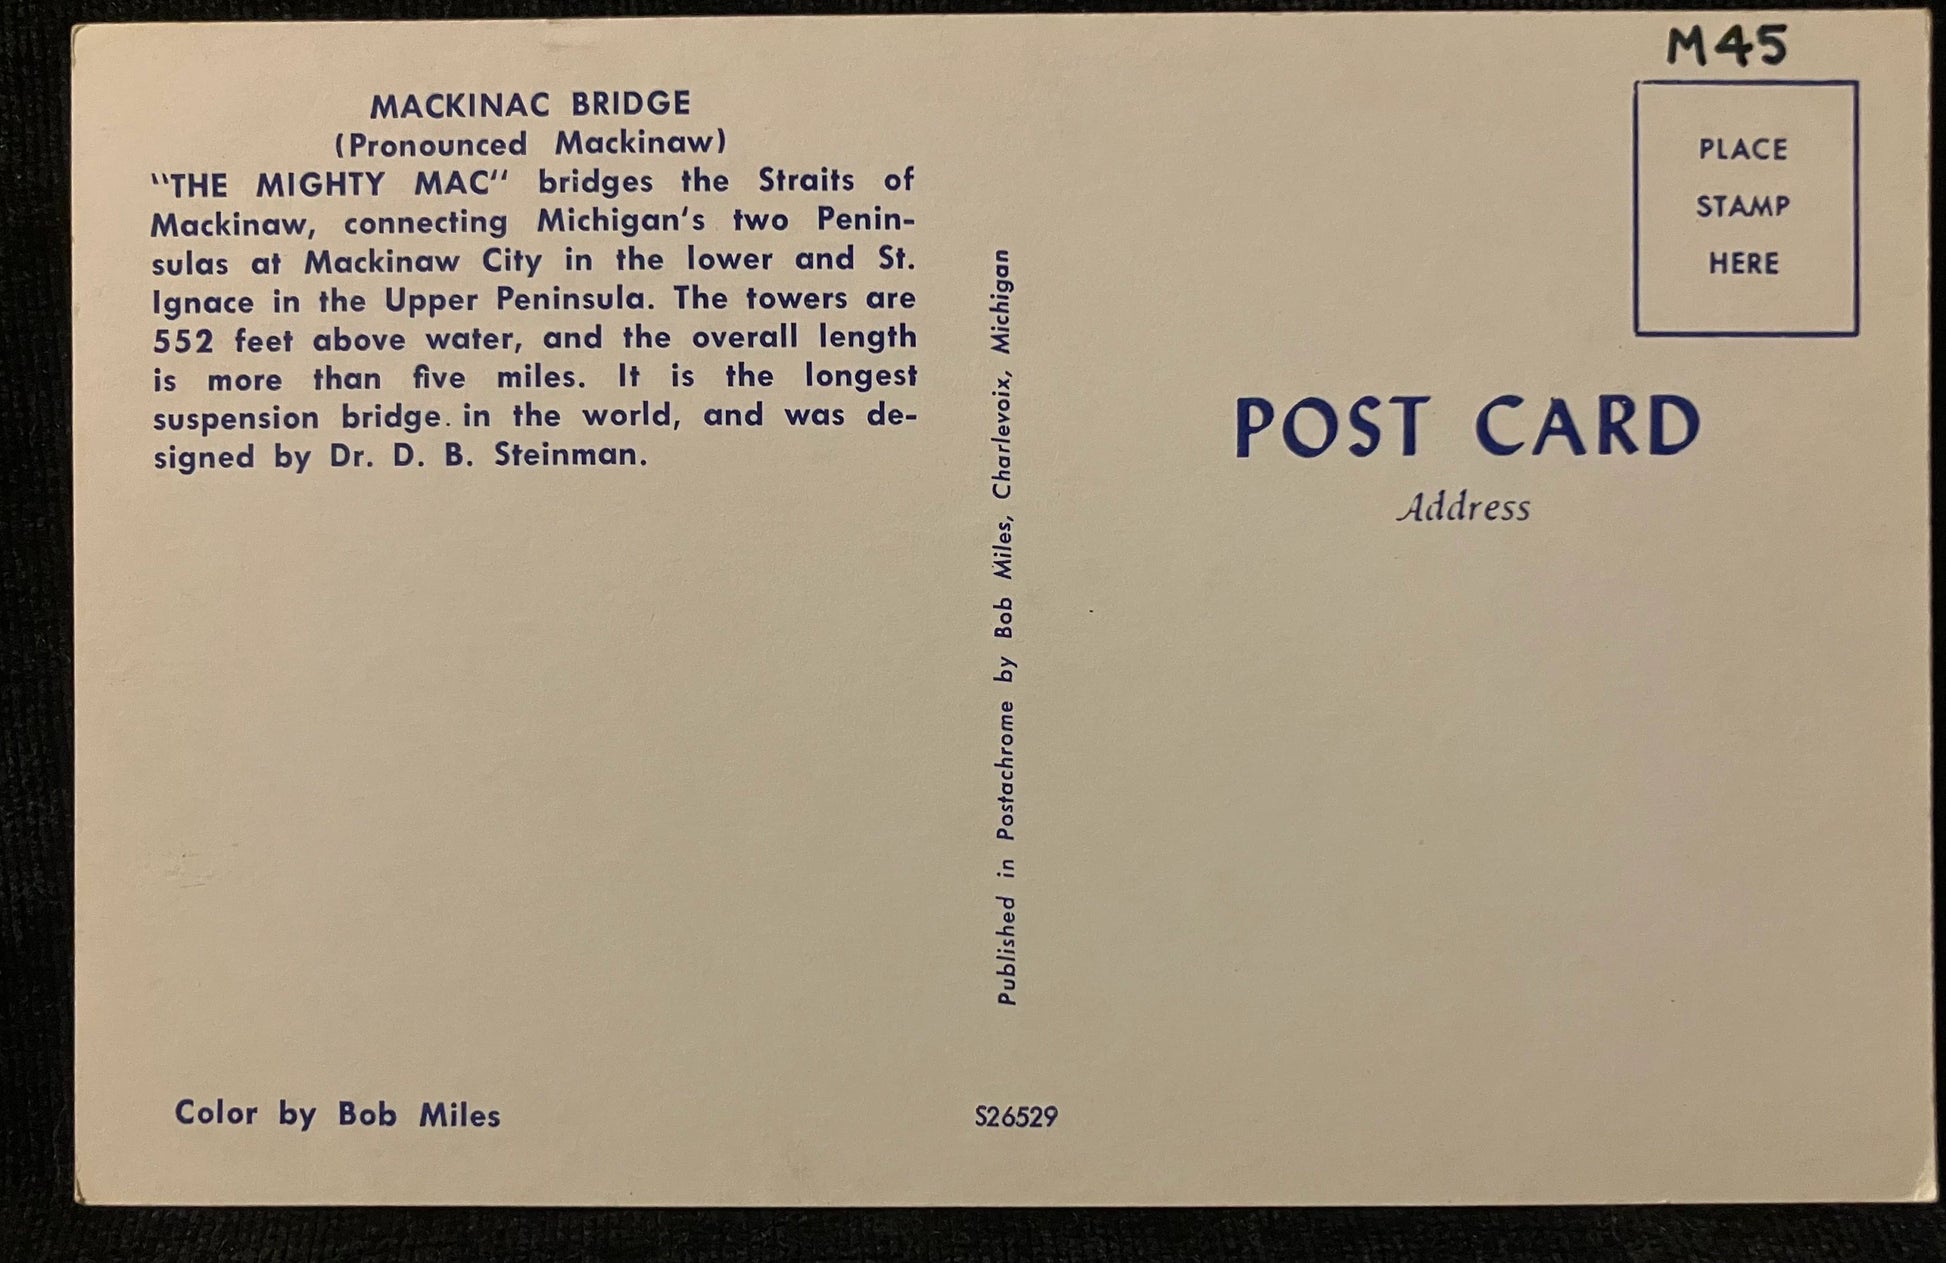 MACKINAC BRIDGE
(Pronounced Mackinaw)
"THE MIGHTY MAC" bridges the Straits of
Mackinaw, connecting Michigan's two Penin-
sulas at Mackinaw City in the lower and St.
Ignace in the Upper Peninsula. The towers are
552 feet above water, and the overall length
is more than five miles. It is the longest
suspension bridge. in the world, and was de-
signed by Dr. D. B. Steinman.
Color by Bob Miles
Published in Postachrome by Bob Miles, Charlevoix, Michigan
S26529
M45
PLACE
STAMP
HERE
POST CARD
Address